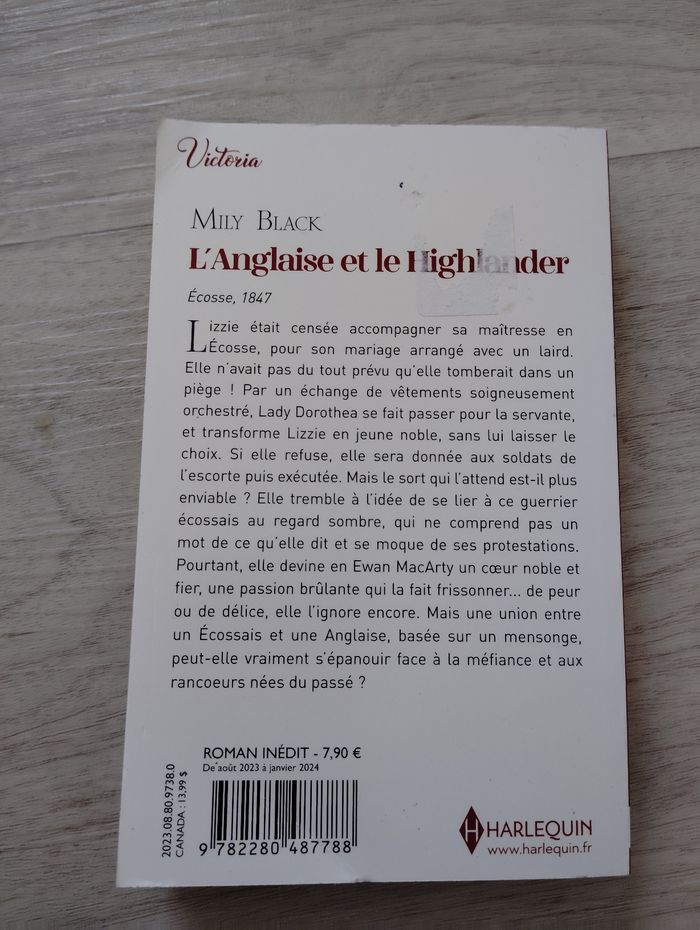 Victoria
MILY BLACK
L'Anglaise et le Highlander
Écosse, 1847
Lizzie était censée accompagner sa maîtresse en
Écosse, pour son mariage arrangé avec un laird.
Elle n'avait pas du tout prévu qu'elle tomberait dans un
piège ! Par un échange de vêtements soigneusement
orchestré, Lady Dorothea se fait passer pour la servante,
et transforme Lizzie en jeune noble, sans lui laisser le
choix. Si elle refuse, elle sera donnée aux soldats de
l'escorte puis exécutée. Mais le sort qui l'attend est-il plus
enviable ? Elle tremble à l'idée de se lier à ce guerrier
écossais au regard sombre, qui ne comprend pas un
mot de ce qu'elle dit et se moque de ses protestations.
Pourtant, elle devine en Ewan MacArty un cœur noble et
fier, une passion brûlante qui la fait frissonner... de peur
ou de délice, elle l'ignore encore. Mais une union entre
un Écossais et une Anglaise, basée sur un mensonge,
peut-elle vraiment s'épanouir face à la méfiance et aux
rancoeurs nées du passé ?
ROMAN INÉDIT - 7,90 €
De août 2023 à janvier 2024
2023.08.80.9738.0
CANADA : 13,99 $
9 782280 487788
H HARLEQUIN
www.harlequin.fr